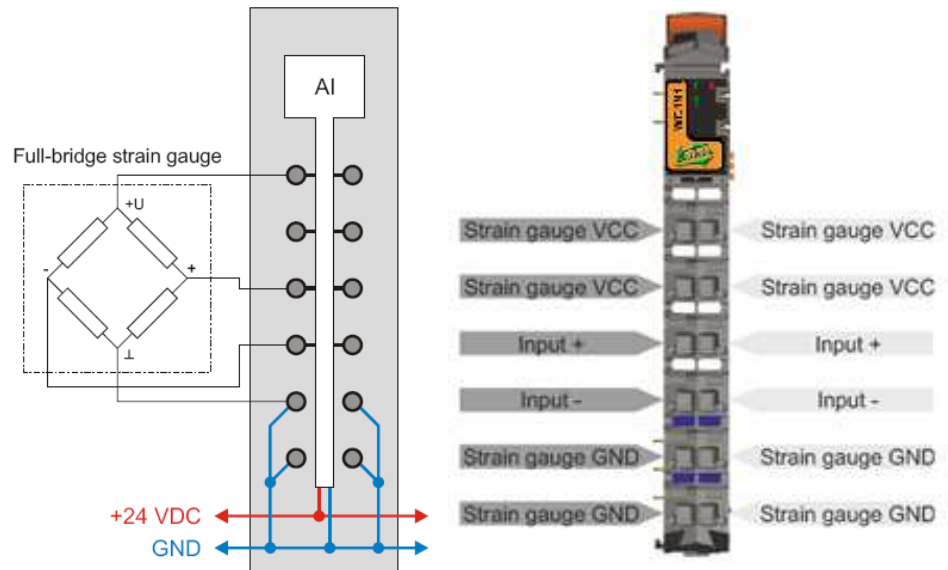 AI
Full-bridge strain gauge
+U
-
+
⊥
+24 VDC
GND
Strain gauge VCC
Strain gauge VCC
Strain gauge VCC
Strain gauge VCC
Input +
Input +
Input -
Input -
Strain gauge GND
Strain gauge GND
Strain gauge GND
Strain gauge GND